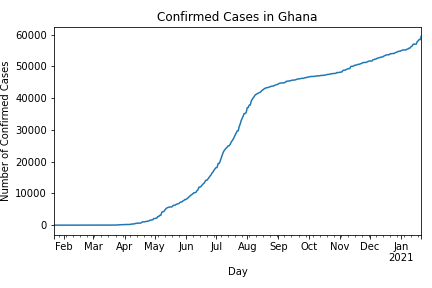 Confirmed Cases in Ghana
Number of Confirmed Cases
60000
50000
40000
30000
20000
10000
0
Feb Mar Apr May Jun Jul Aug Sep Oct Nov Dec Jan
2021
Day